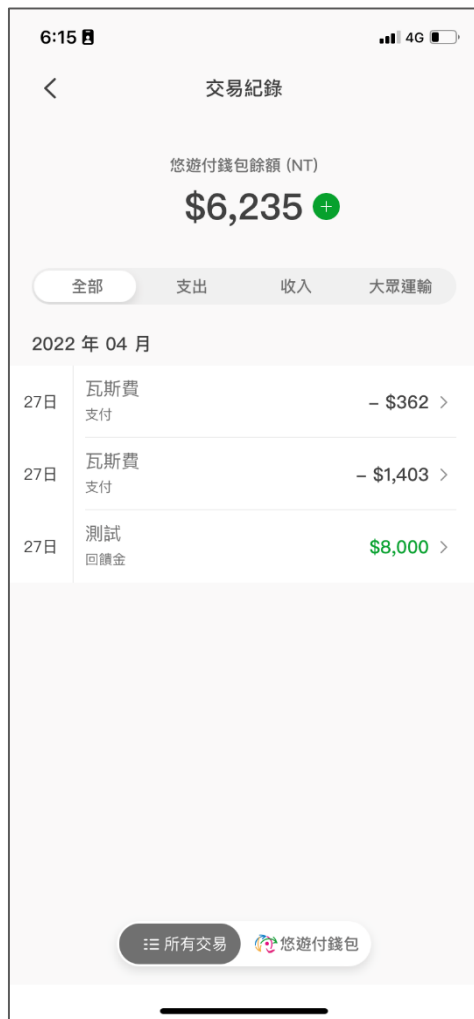 6:15 4G
交易紀錄
悠遊付錢包餘額 (NT)
$6,235 +
全部 支出 收入 大眾運輸
2022 年 04 月
27日 瓦斯費 – $362
支付
27日 瓦斯費 – $1,403
支付
27日 測試 $8,000
回饋金
所有交易 悠遊付錢包